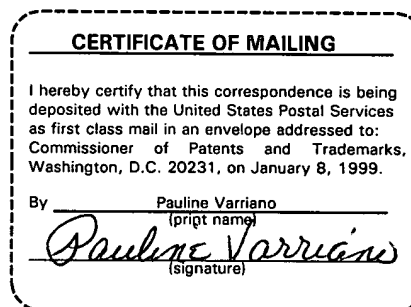 CERTIFICATE OF MAILING
I hereby certify that this correspondence is being
deposited with the United States Postal Services
as first class mail in an envelope addressed to:
Commissioner of Patents and Trademarks,
Washington, D.C. 20231, on January 8, 1999.
By Pauline Varriano
(print name)
Pauline Varriano
(signature)